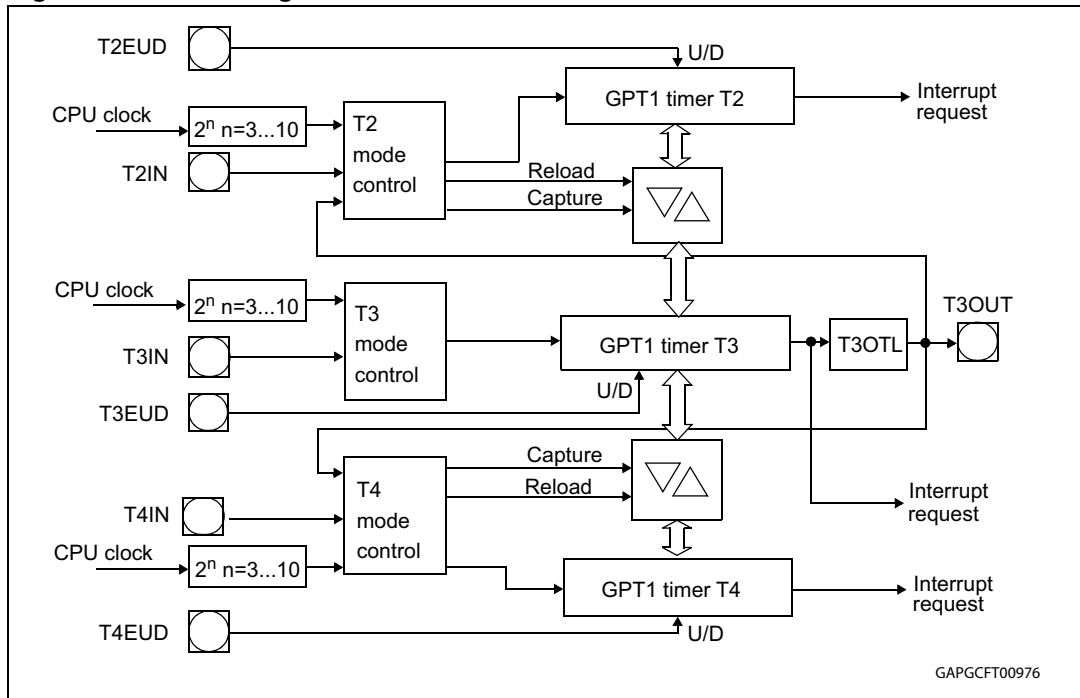 T2EUD
U/D
GPT1 timer T2
Interrupt
request
CPU clock
2ⁿ n=3...10
T2
mode
control
T2IN
Reload
Capture
CPU clock
2ⁿ n=3...10
T3
mode
control
T3IN
GPT1 timer T3
T3OTL
T3OUT
U/D
T3EUD
Capture
Reload
T4
mode
control
T4IN
Interrupt
request
CPU clock
2ⁿ n=3...10
GPT1 timer T4
Interrupt
request
T4EUD
U/D
GAPGCFT00976